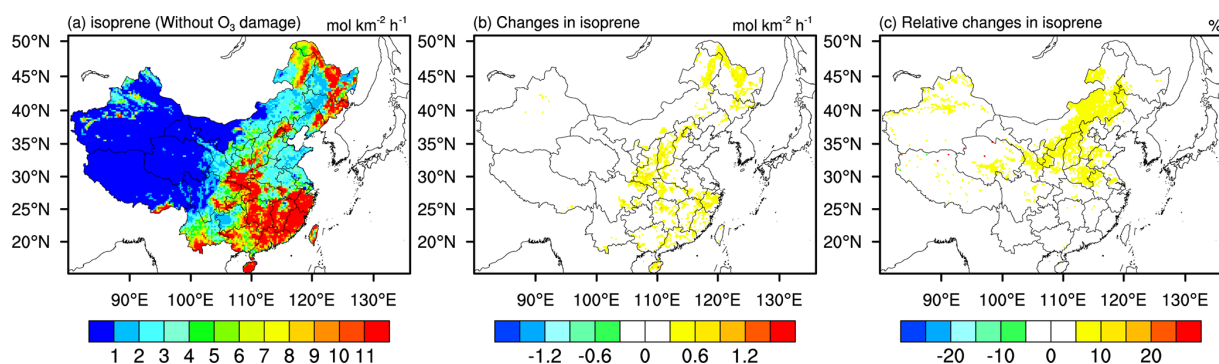 (a) isoprene (Without O3 damage) mol km-2 h-1
(b) Changes in isoprene mol km-2 h-1
(c) Relative changes in isoprene %
50°N 50°N 50°N
45°N 45°N 45°N
40°N 40°N 40°N
35°N 35°N 35°N
30°N 30°N 30°N
25°N 25°N 25°N
20°N 20°N 20°N
90°E 100°E 110°E 120°E 130°E 90°E 100°E 110°E 120°E 130°E 90°E 100°E 110°E 120°E 130°E
1 2 3 4 5 6 7 8 9 10 11 -1.2 -0.6 0 0.6 1.2 -20 -10 0 10 20